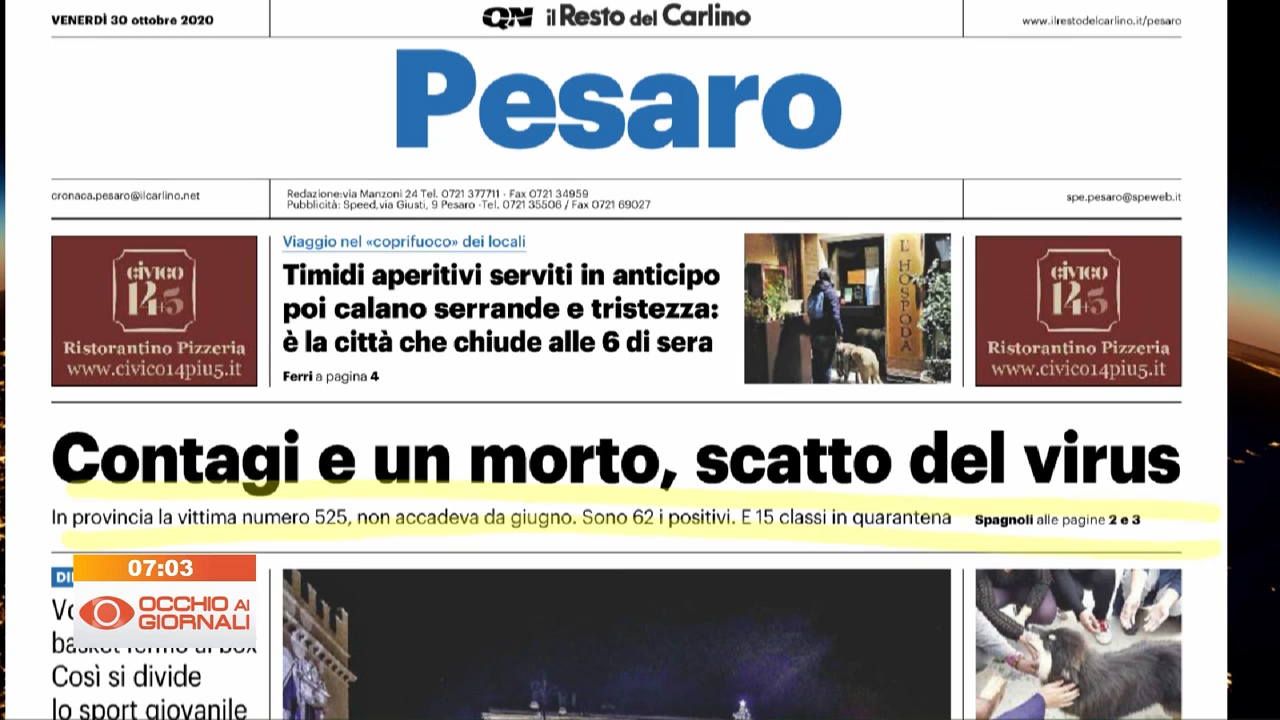 VENERDÌ 30 ottobre 2020
QN il Resto del Carlino
www.ilrestodelcarlino.it/pesaro
Pesaro
cronaca.pesaro@ilcarlino.net
Redazione:via Manzoni 24 Tel. 0721 377711 - Fax 0721 34959
Pubblicità: Speed,via Giusti, 9 Pesaro -Tel. 0721 35506 / Fax 0721 69027
spe.pesaro@speweb.it
CIVICO
14+5
Ristorantino Pizzeria
www.civico14piu5.it
Viaggio nel «coprifuoco» dei locali
Timidi aperitivi serviti in anticipo
poi calano serrande e tristezza:
è la città che chiude alle 6 di sera
Ferri a pagina 4
L'HOSPODA
CIVICO
14+5
Ristorantino Pizzeria
www.civico14piu5.it
Contagi e un morto, scatto del virus
In provincia la vittima numero 525, non accadeva da giugno. Sono 62 i positivi. E 15 classi in quarantena
Spagnoli alle pagine 2 e 3
07:03
OCCHIO AI
GIORNALI
Così si divide
lo sport giovanile